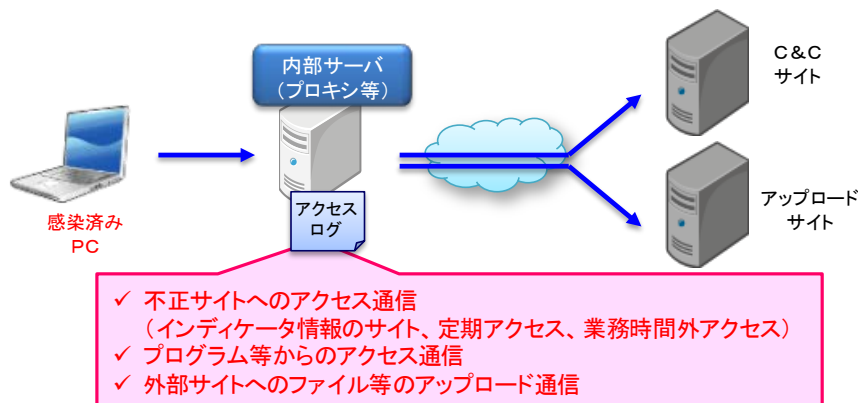 内部サーバ
(プロキシ等)
C&C
サイト
感染済み
PC
アクセス
ログ
アップロード
サイト
✓ 不正サイトへのアクセス通信
(インディケータ情報のサイト、定期アクセス、業務時間外アクセス)
✓ プログラム等からのアクセス通信
✓ 外部サイトへのファイル等のアップロード通信